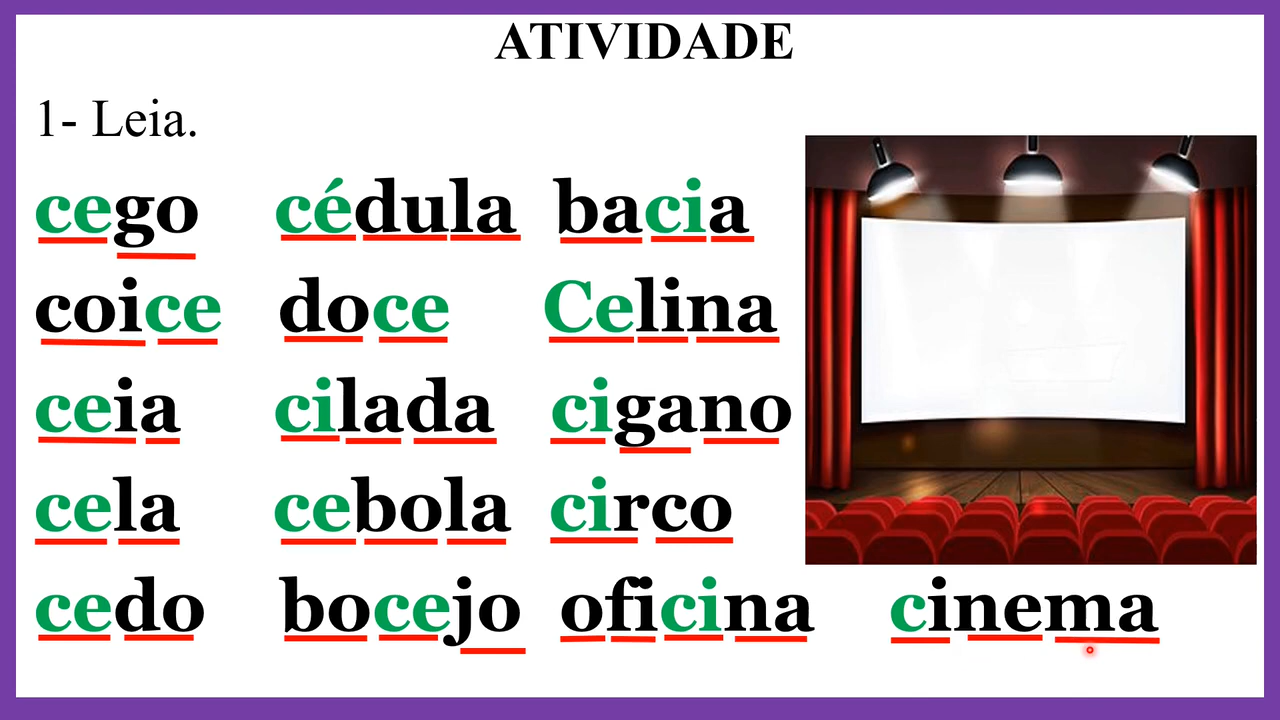 ATIVIDADE
1- Leia.
cego cédula bacia
coice doce Celina
ceia cilada cigano
cela cebola circo
cedo bocejo oficina cinema